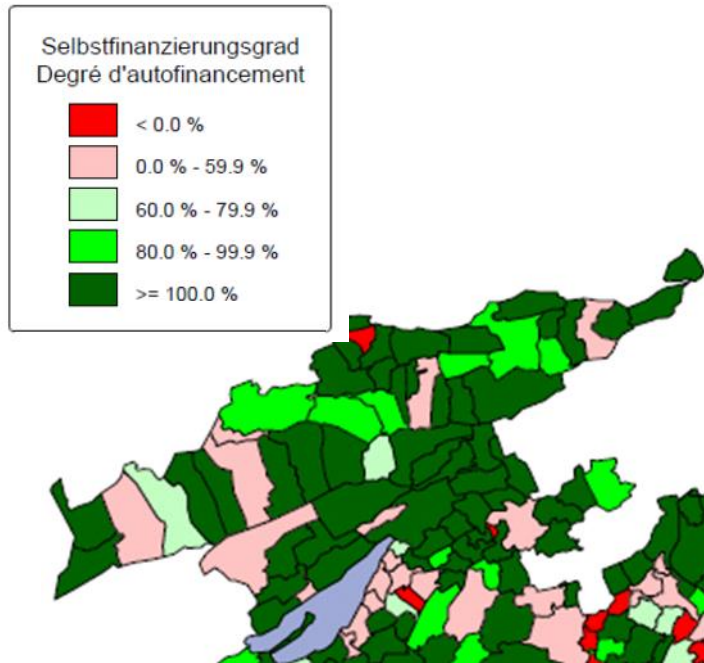 Selbstfinanzierungsgrad
Degré d'autofinancement
< 0.0 %
0.0 % - 59.9 %
60.0 % - 79.9 %
80.0 % - 99.9 %
>= 100.0 %